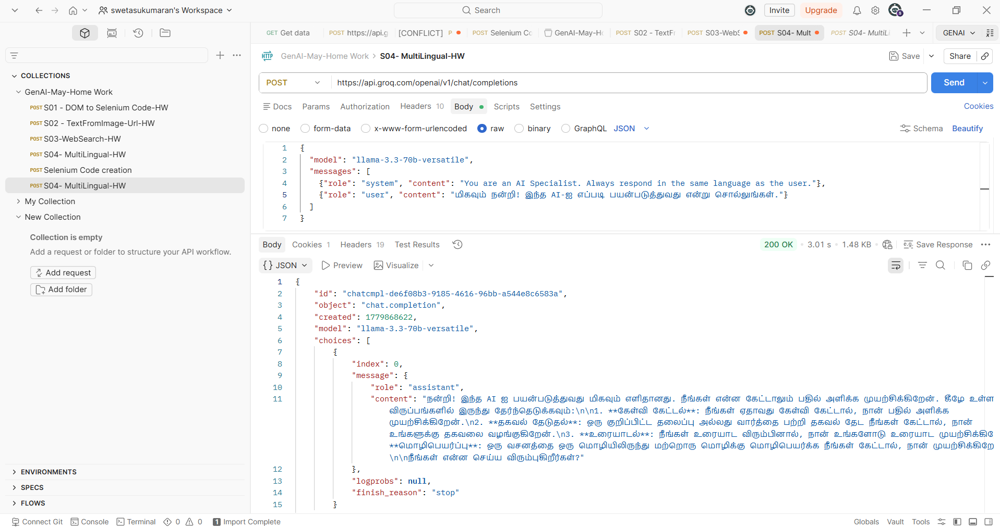 swetasukumaran's Workspace
Search
Invite
Upgrade
GET Get data
POST https://api.g
[CONFLICT] P
POST Selenium Co
GenAI-May-Ho
POST S02 - TextFr
POST S03-WebS
POST S04- Mult
POST S04- MultiLi
GENAI
HTTP GenAI-May-Home Work > S04- MultiLingual-HW
Save
Share
COLLECTIONS
GenAI-May-Home Work
POST S01 - DOM to Selenium Code-HW
POST S02 - TextFromImage-Url-HW
POST S03-WebSearch-HW
POST S04- MultiLingual-HW
POST Selenium Code creation
POST S04- MultiLingual-HW
My Collection
New Collection
Collection is empty
Add a request or folder to structure your API workflow.
Add request
Add folder
ENVIRONMENTS
SPECS
FLOWS
POST https://api.groq.com/openai/v1/chat/completions
Send
Docs Params Authorization Headers 10 Body Scripts Settings
Cookies
none form-data x-www-form-urlencoded raw binary GraphQL JSON
Schema Beautify
1 {
2 "model": "llama-3.3-70b-versatile",
3 "messages": [
4 {"role": "system", "content": "You are an AI Specialist. Always respond in the same language as the user."},
5 {"role": "user", "content": "மிகவும் நன்றி! இந்த AI-ஐ எப்படி பயன்படுத்துவது என்று சொல்லுங்கள்."}
6 ]
7 }
Body Cookies 1 Headers 19 Test Results
200 OK • 3.01 s • 1.48 KB
e.g. Save Response
{} JSON Preview Visualize
1 {
2 "id": "chatcmpl-de6f08b3-9185-4616-96bb-a544e8c6583a",
3 "object": "chat.completion",
4 "created": 1779868622,
5 "model": "llama-3.3-70b-versatile",
6 "choices": [
7 {
8 "index": 0,
9 "message": {
10 "role": "assistant",
11 "content": "நன்றி! இந்த AI ஐ பயன்படுத்துவது மிகவும் எளிதானது. நீங்கள் என்ன கேட்டாலும் பதில் அளிக்க முயற்சிக்கிறேன். கீழே உள்ள
விருப்பங்களில் இருந்து தேர்ந்தெடுக்கவும்:\n\n1. **கேள்வி கேட்டல்**: நீங்கள் ஏதாவது கேள்வி கேட்டால், நான் பதில் அளிக்க
முயற்சிக்கிறேன்.\n2. **தகவல் தேடுதல்**: ஒரு குறிப்பிட்ட தலைப்பு அல்லது வார்த்தை பற்றி தகவல் தேட நீங்கள் கேட்டால், நான்
உங்களுக்கு தகவலை வழங்குகிறேன்.\n3. **உரையாடல்**: நீங்கள் உரையாட விரும்பினால், நான் உங்களோடு உரையாட முயற்சிக்கிறே
**மொழிபெயர்ப்பு**: ஒரு வசனத்தை ஒரு மொழியிலிருந்து மற்றொரு மொழிக்கு மொழிபெயர்க்க நீங்கள் கேட்டால், நான் முயற்சிக்கிறே
\n\nநீங்கள் என்ன செய்ய விரும்புகிறீர்கள்?"
12 },
13 "logprobs": null,
14 "finish_reason": "stop"
15 }
Connect Git Console Terminal 0 0 1 Import Complete
Globals Vault Tools